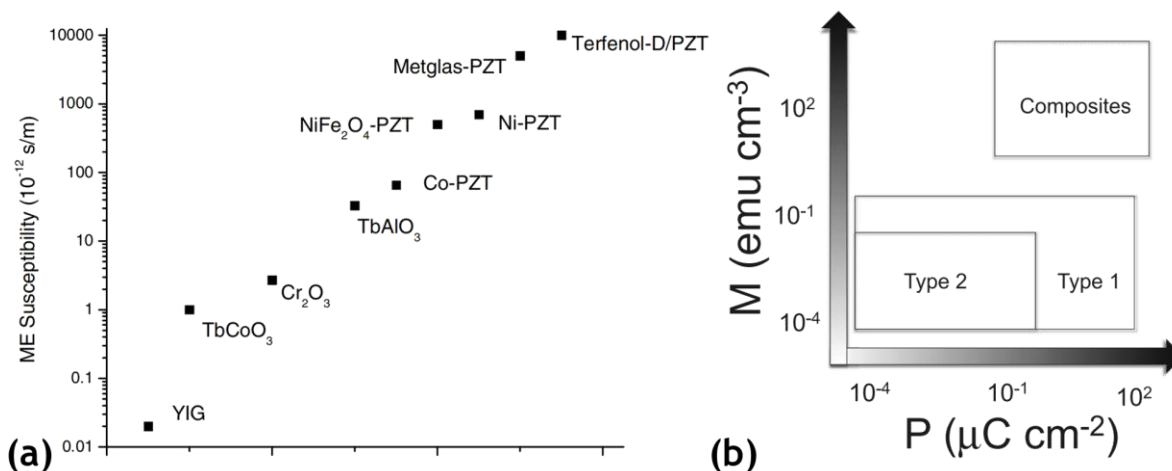 10000
1000
100
10
1
0.1
0.01
ME Susceptibility (10⁻¹² s/m)
Terfenol-D/PZT
Metglas-PZT
NiFe₂O₄-PZT
Ni-PZT
Co-PZT
TbAlO₃
Cr₂O₃
TbCoO₃
YIG
(a)
M (emu cm⁻³)
10²
10⁻¹
10⁻⁴
Composites
Type 2
Type 1
10⁻⁴ 10⁻¹ 10²
P (μC cm⁻²)
(b)